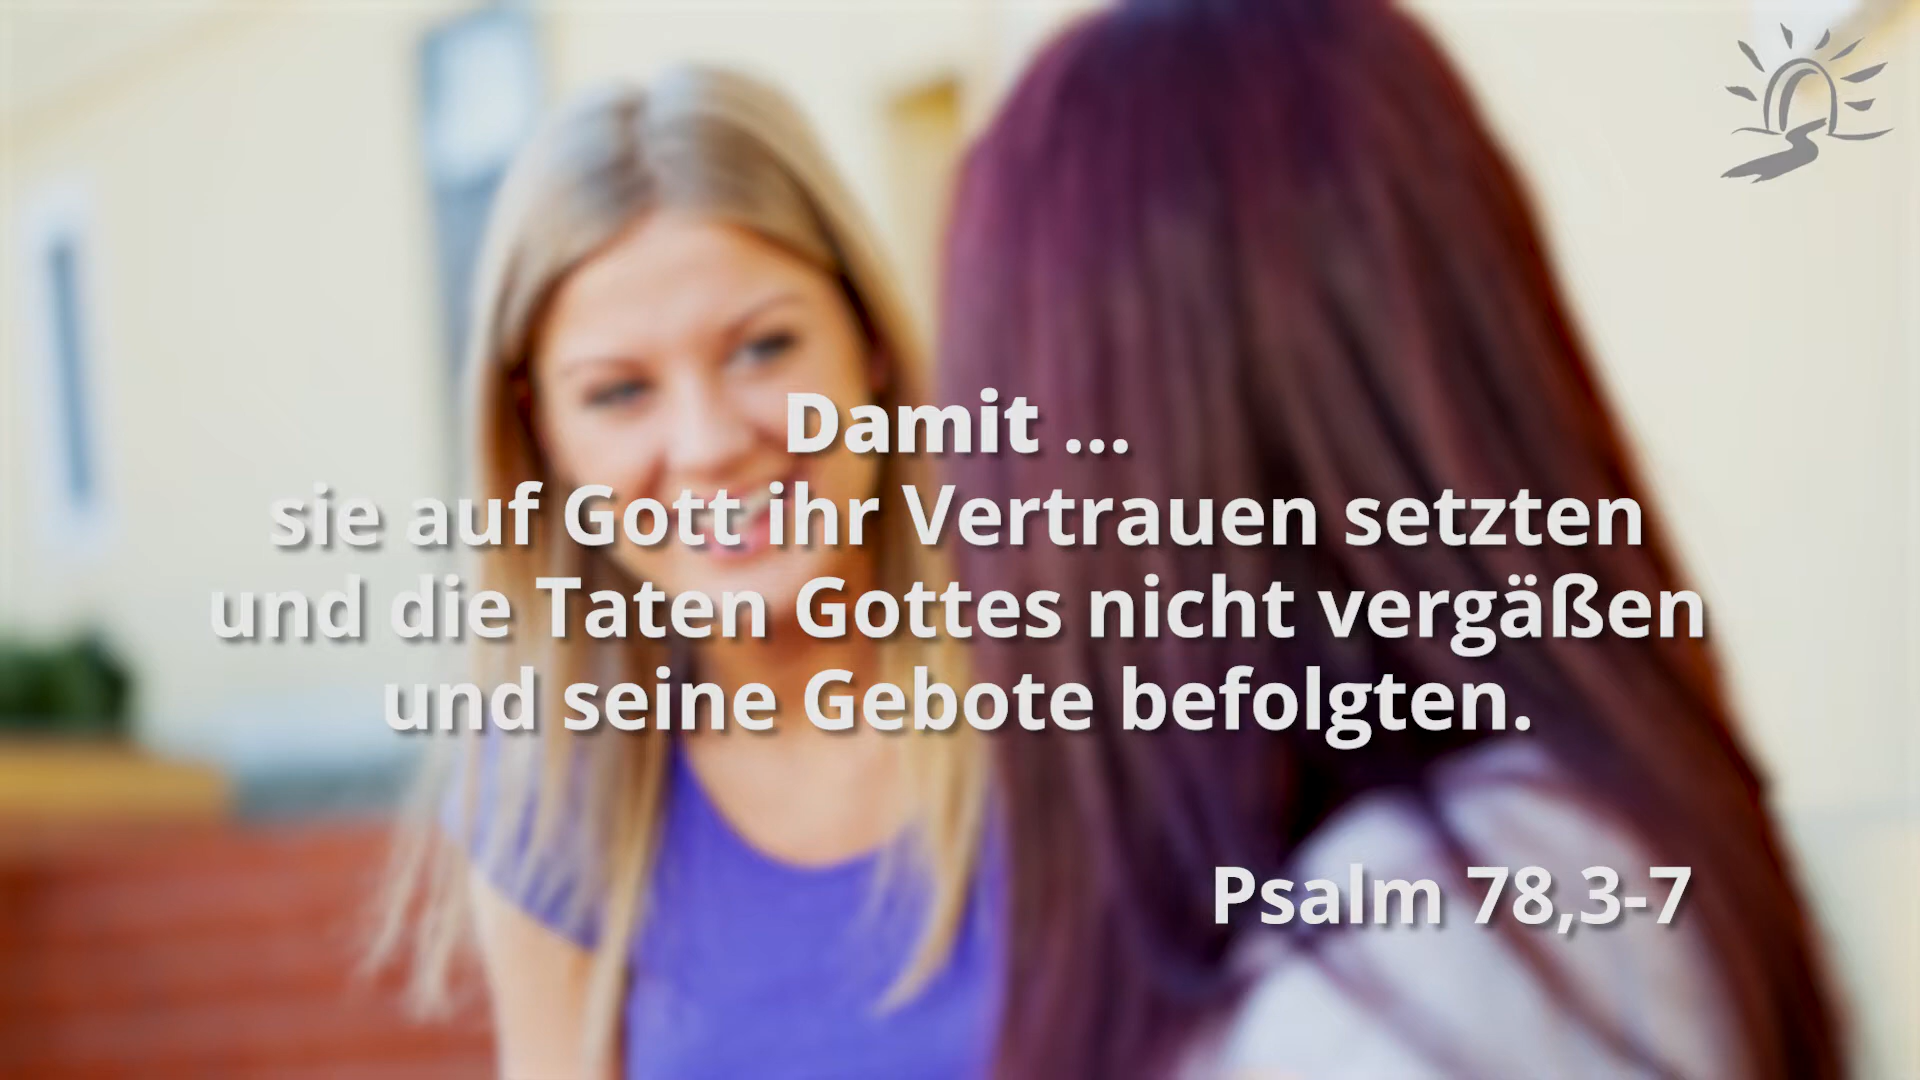 Damit ...
sie auf Gott ihr Vertrauen setzten
und die Taten Gottes nicht vergäßen
und seine Gebote befolgten.
Psalm 78,3-7